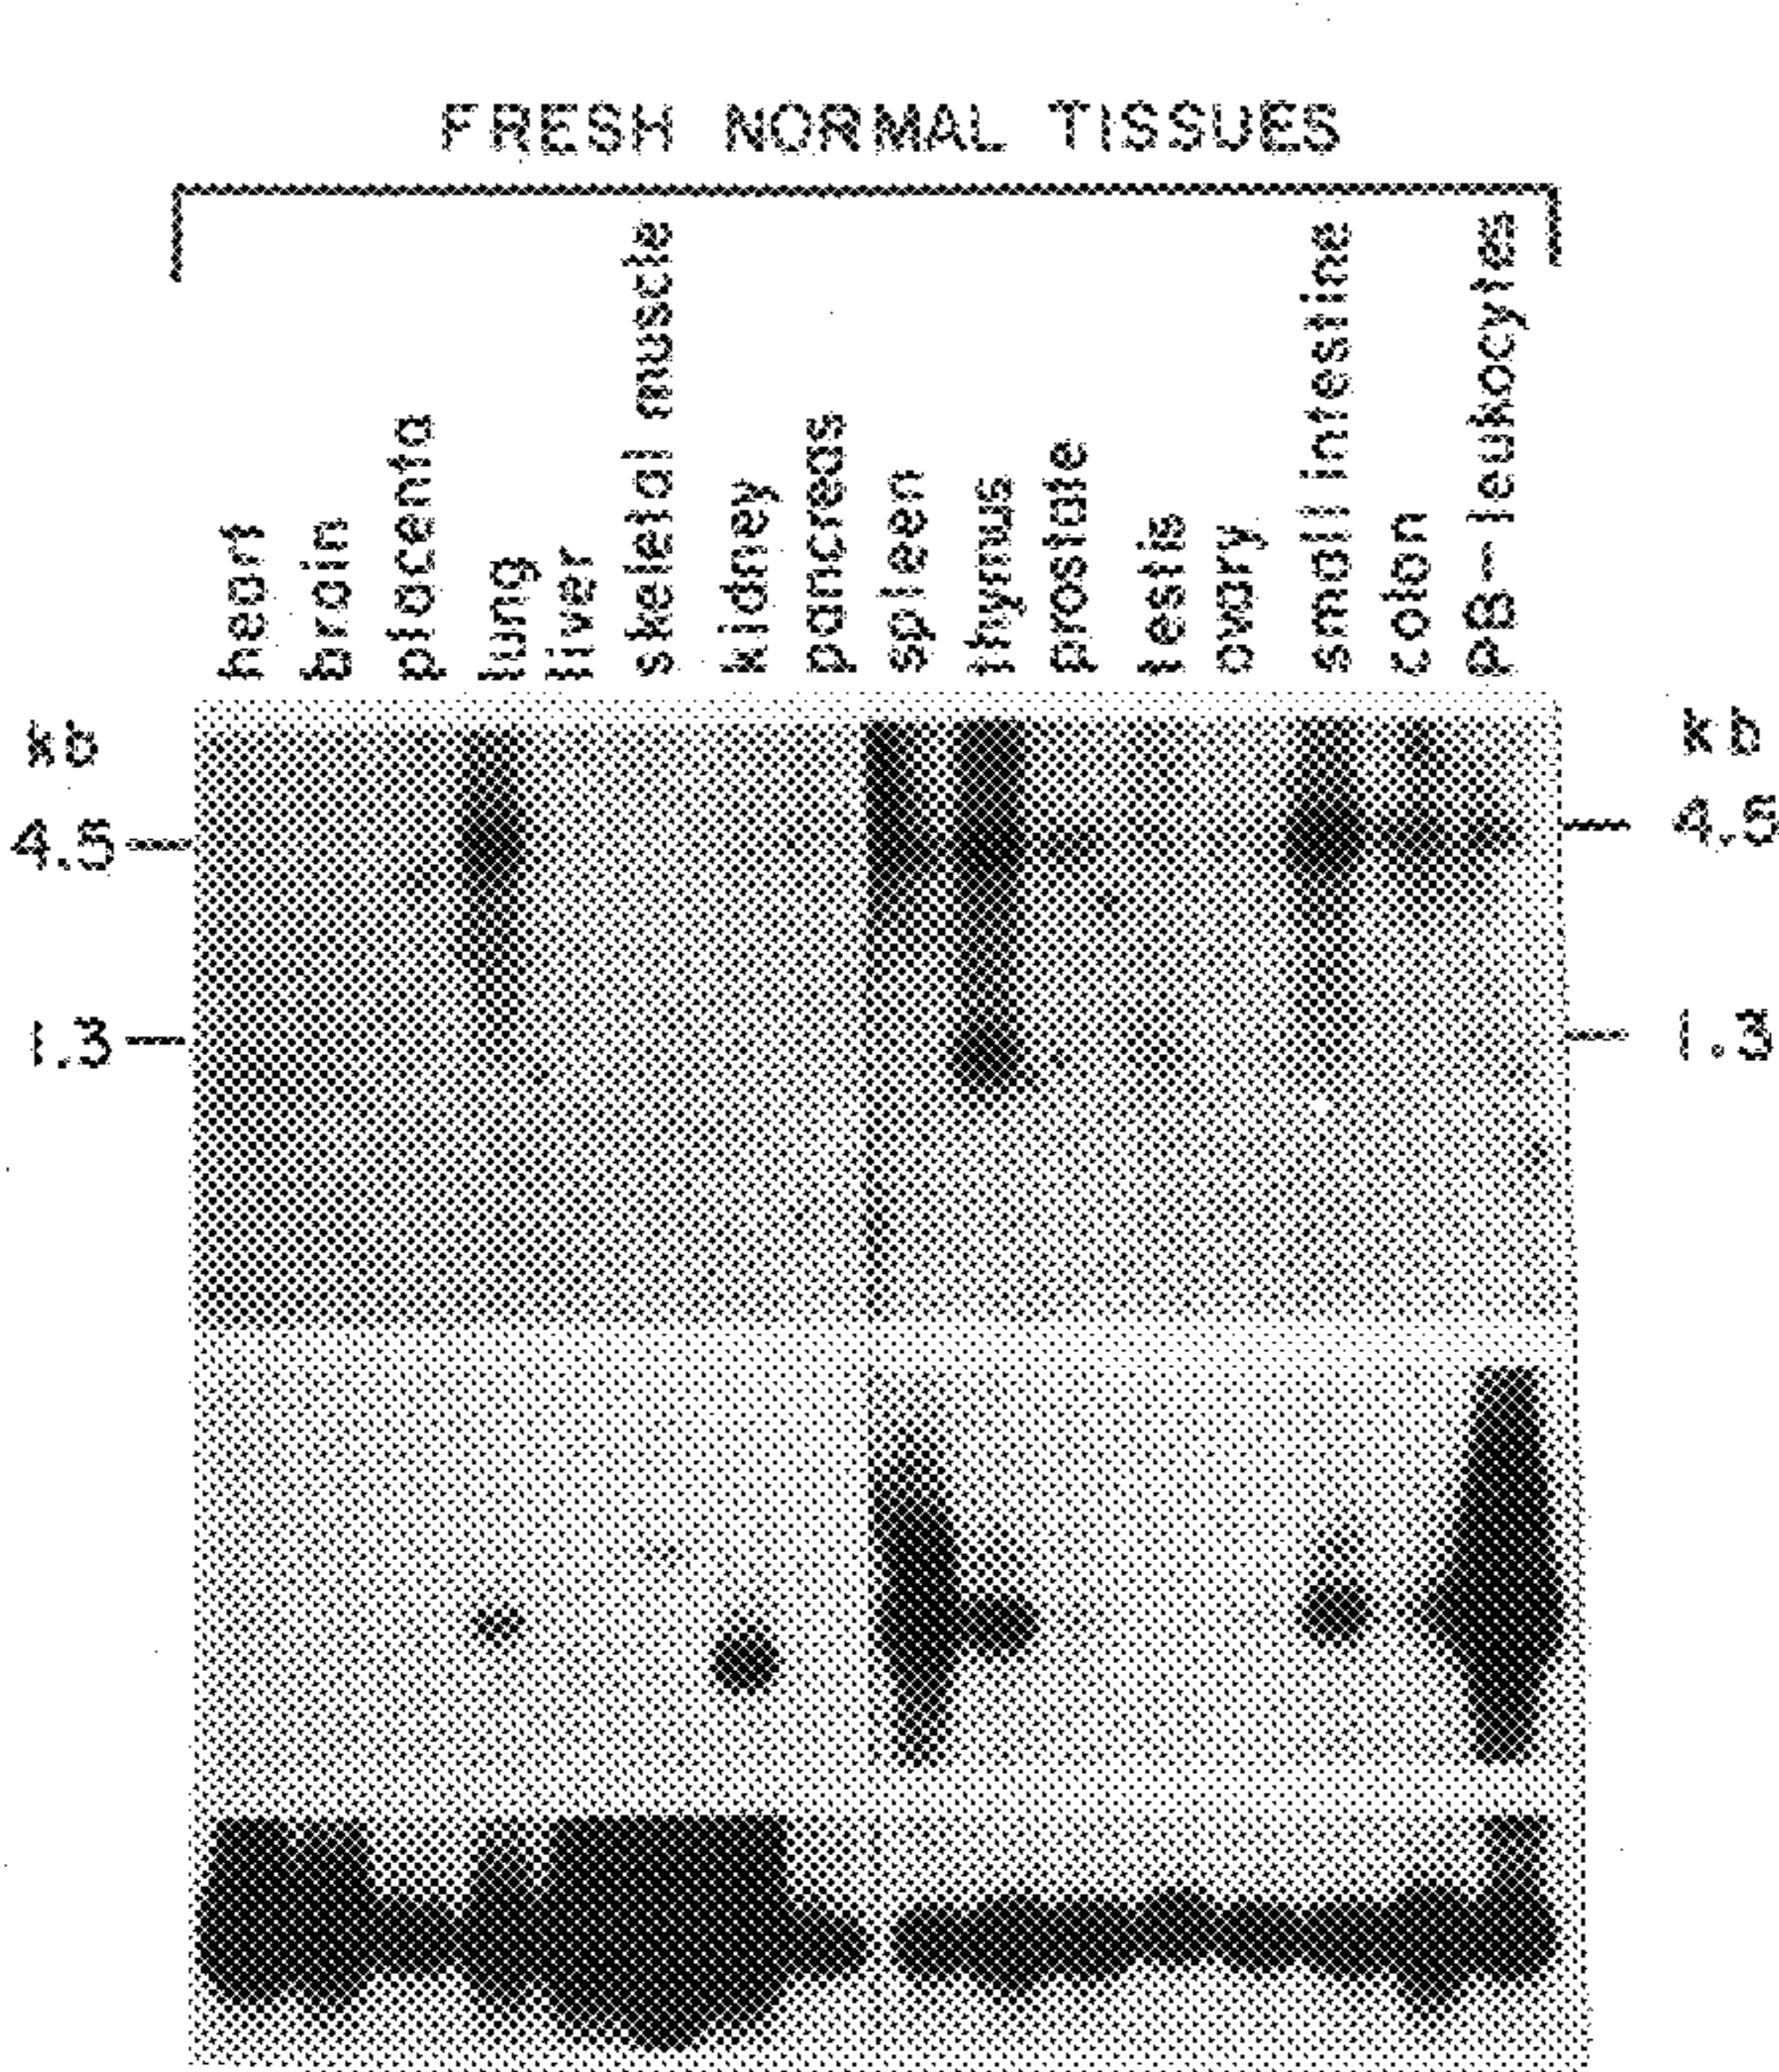 FRESH NORMAL TISSUES
heart
brain
placenta
lung
liver
skeletal muscle
kidney
pancreas
spleen
thymus
prostate
testis
ovary
small intestine
colon
PB-leukocytes
kb
4.5
1.3
kb
4.5
1.3